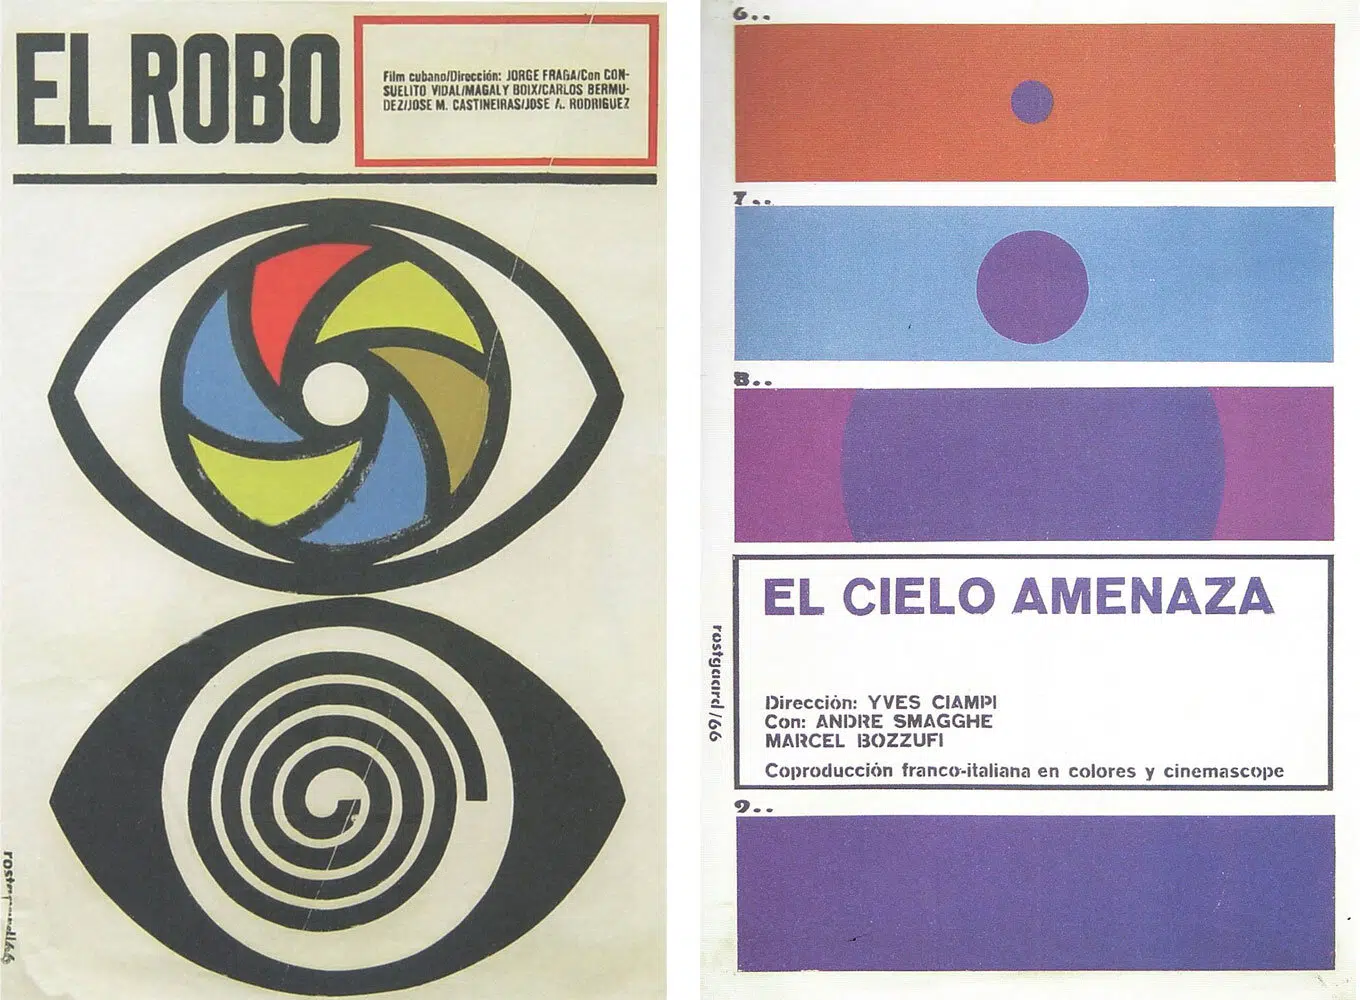 EL ROBO
Film cubano/Dirección: JORGE FRAGA/Con CON-
SUELITO VIDAL/MAGALY BOIX/CARLOS BERMU-
DEZ/JOSE M. CASTINEIRAS/JOSE A. RODRIGUEZ
6..
7..
8..
EL CIELO AMENAZA
Dirección: YVES CIAMPI
Con: ANDRE SMAGGHE
MARCEL BOZZUFI
Coproducción franco-italiana en colores y cinemascope
rostgaard/66
9..